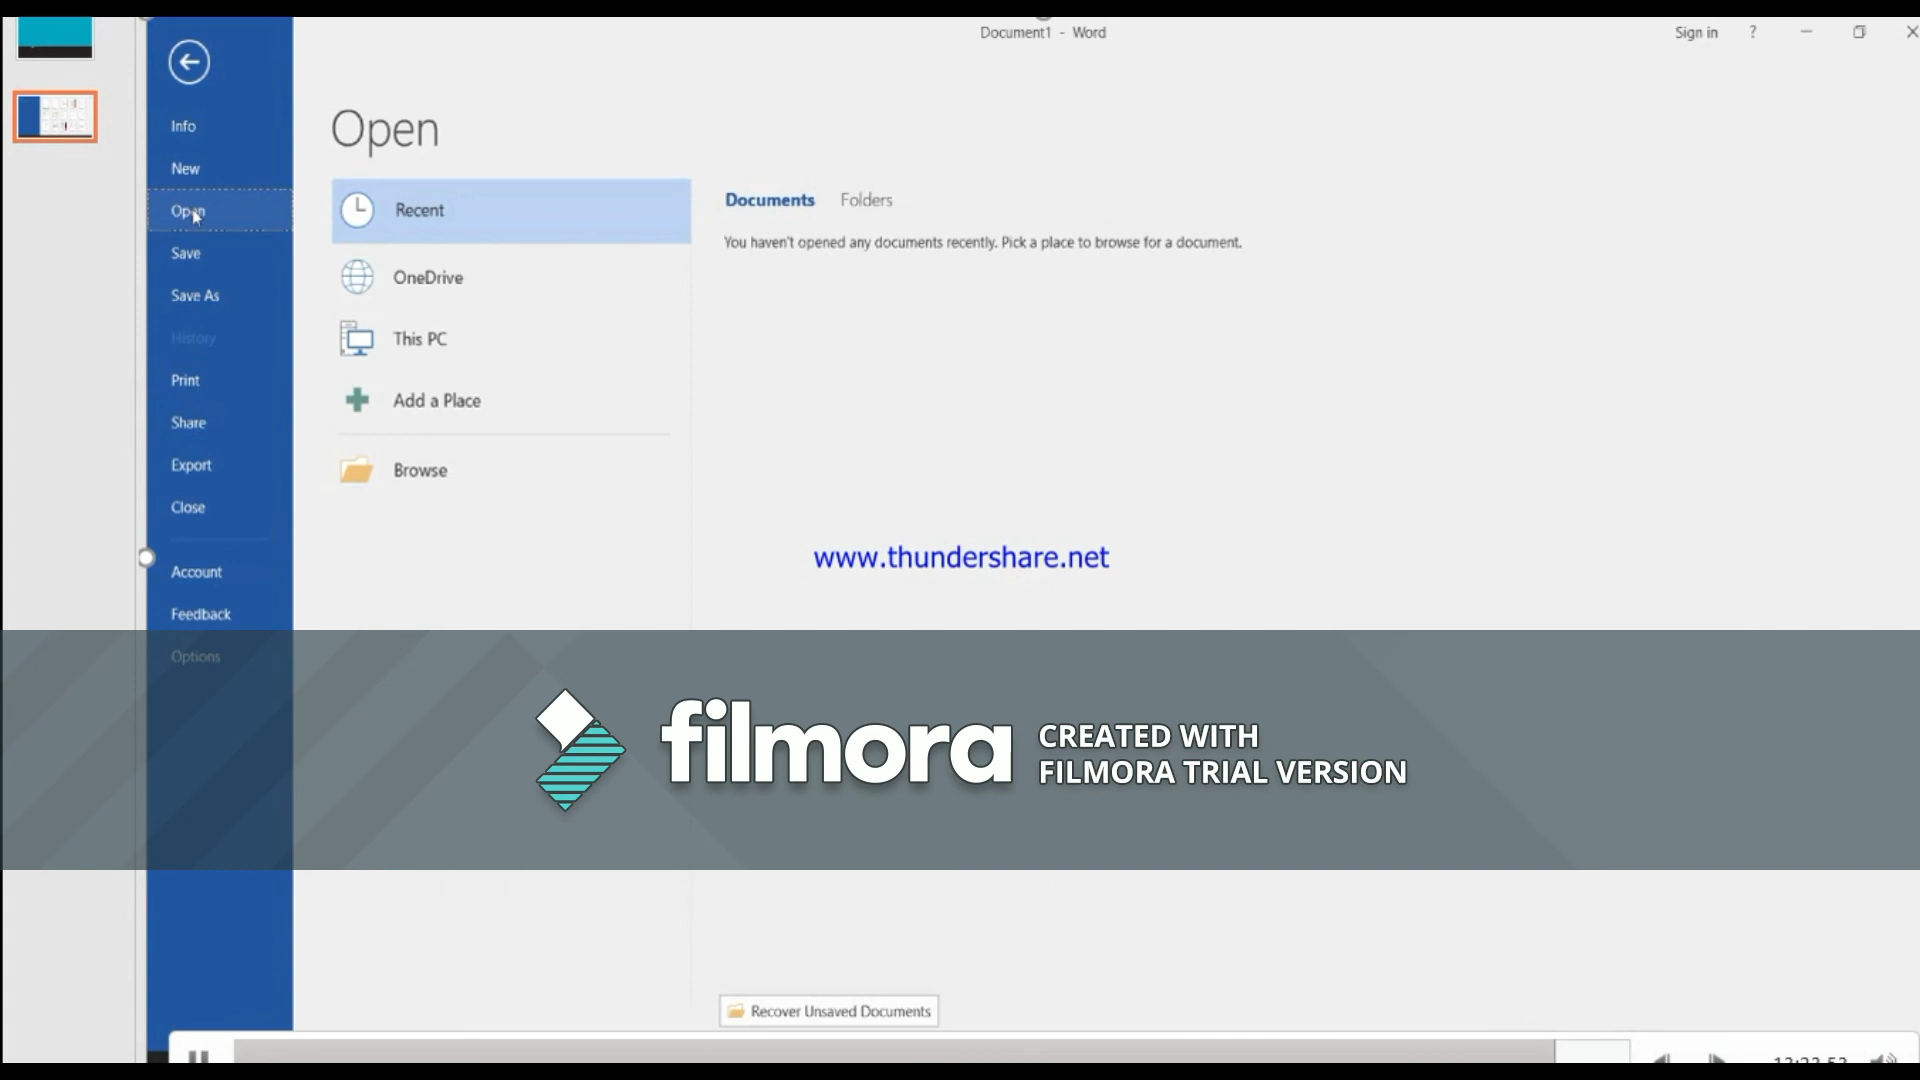 Document1 - Word
Sign in ?
Info
New
Open
Save
Save As
History
Print
Share
Export
Close
Account
Feedback
Options
Open
Recent
OneDrive
This PC
Add a Place
Browse
Documents Folders
You haven't opened any documents recently. Pick a place to browse for a document.
www.thundershare.net
filmora
CREATED WITH
FILMORA TRIAL VERSION
Recover Unsaved Documents